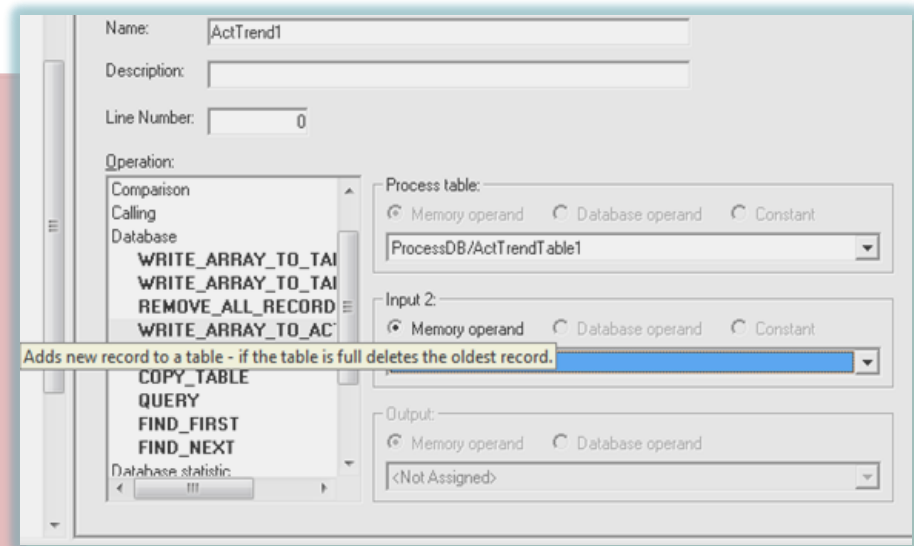 Name:
ActTrend1
Description:
Line Number:
0
Operation:
Comparison
Calling
Database
WRITE_ARRAY_TO_TAI
WRITE_ARRAY_TO_TAI
REMOVE_ALL_RECORD
WRITE_ARRAY_TO_AC
Adds new record to a table - if the table is full deletes the oldest record.
COPY_TABLE
QUERY
FIND_FIRST
FIND_NEXT
Database statistic
Process table:
Memory operand Database operand Constant
ProcessDB/ActTrendTable1
Input 2:
Memory operand Database operand Constant
Output:
Memory operand Database operand
<Not Assigned>